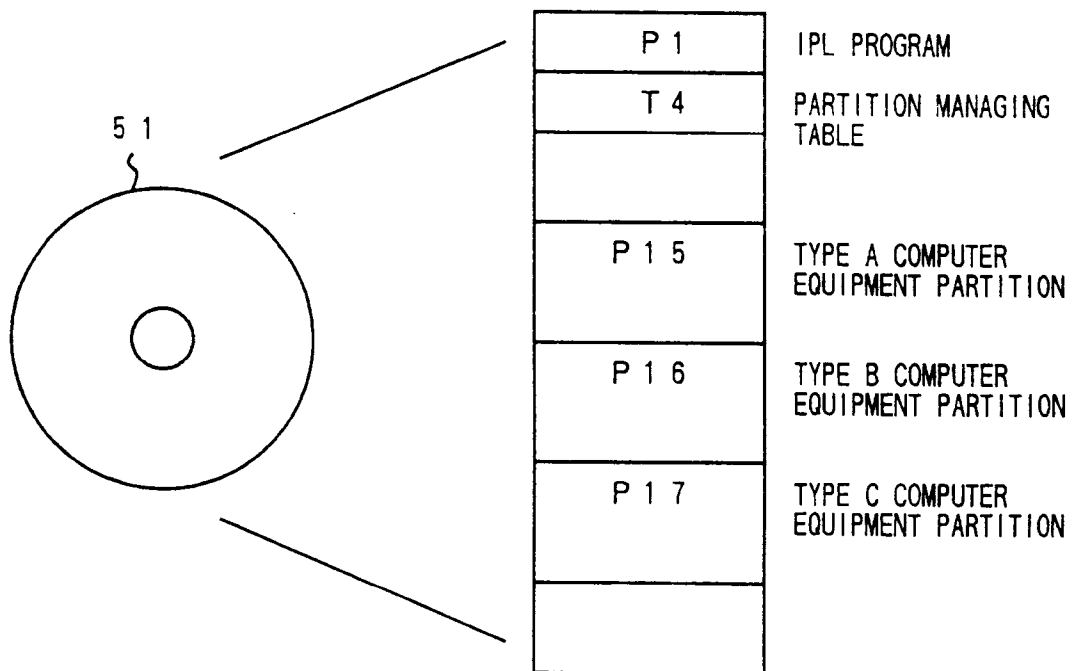 5 1
P 1 IPL PROGRAM
T 4 PARTITION MANAGING
TABLE
P 1 5 TYPE A COMPUTER
EQUIPMENT PARTITION
P 1 6 TYPE B COMPUTER
EQUIPMENT PARTITION
P 1 7 TYPE C COMPUTER
EQUIPMENT PARTITION